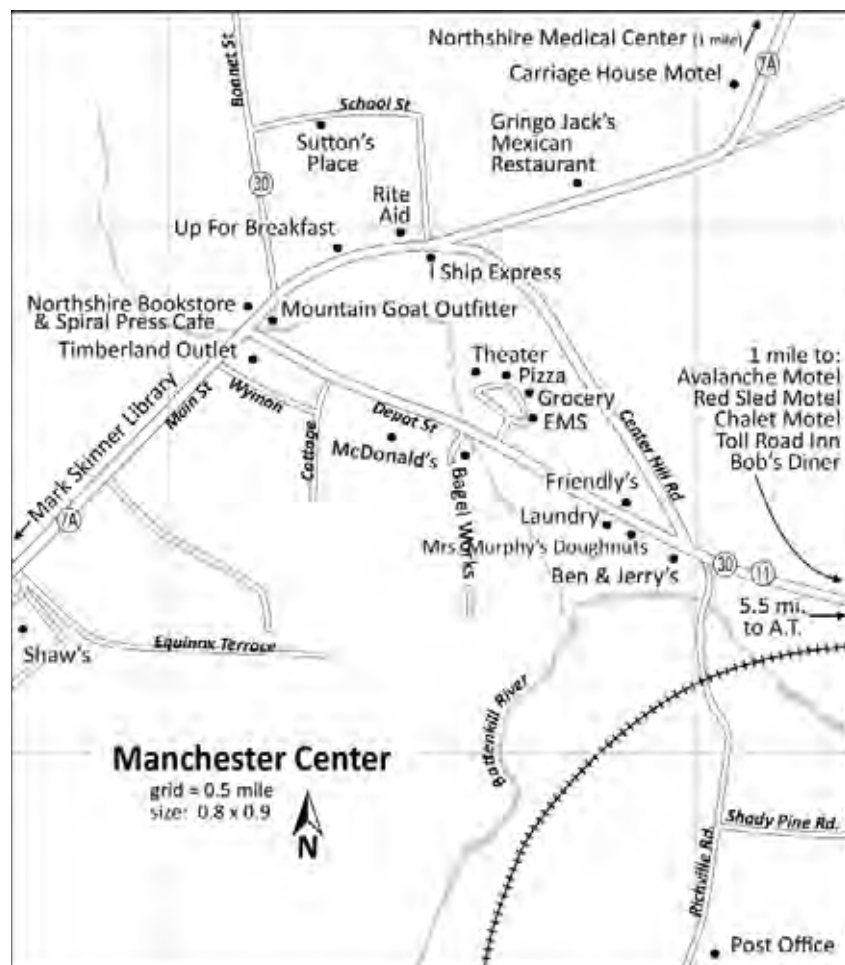 Northshire Medical Center (1 mile)
7A
Carriage House Motel
Bonnet St
School St
Sutton's
Place
Gringo Jack's
Mexican
Restaurant
30
Rite
Aid
Up For Breakfast
Ship Express
Northshire Bookstore
& Spiral Press Cafe
Mountain Goat Outfitter
Timberland Outlet
Theater
Pizza
Grocery
EMS
1 mile to:
Avalanche Motel
Red Sled Motel
Chalet Motel
Toll Road Inn
Bob's Diner
Mark Skinner Library
Main St
Wyman
Cottage
Depot St
McDonald's
Bagel Works
Center Hill Rd
Friendly's
Laundry
Mrs Murphy's Doughnuts
Ben & Jerry's
7A
30
11
5.5 mi.
to A.T.
Shaw's
Equinox Terrace
Battenkill River
Manchester Center
grid = 0.5 mile
size: 0.8 x 0.9
N
Shady Pine Rd.
Richville Rd.
Post Office